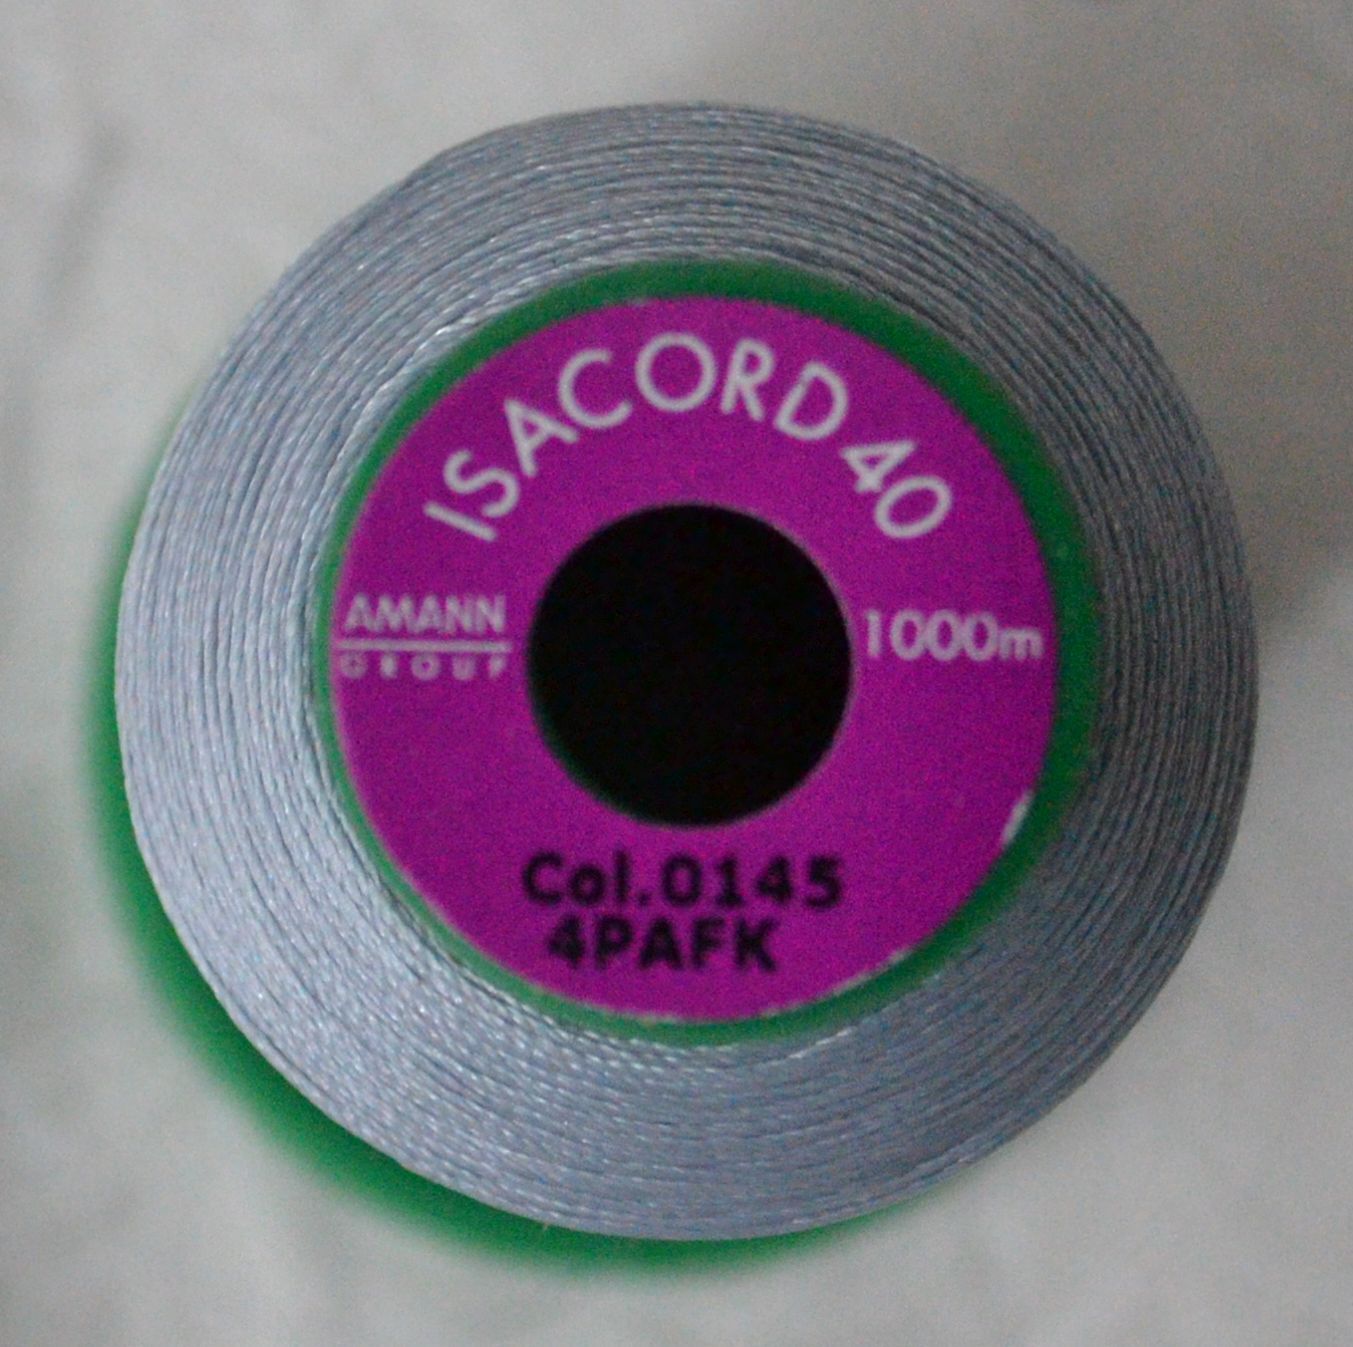 ISACORD 40
AMANN
GROUP
1000m
Col.0145
4PAFK